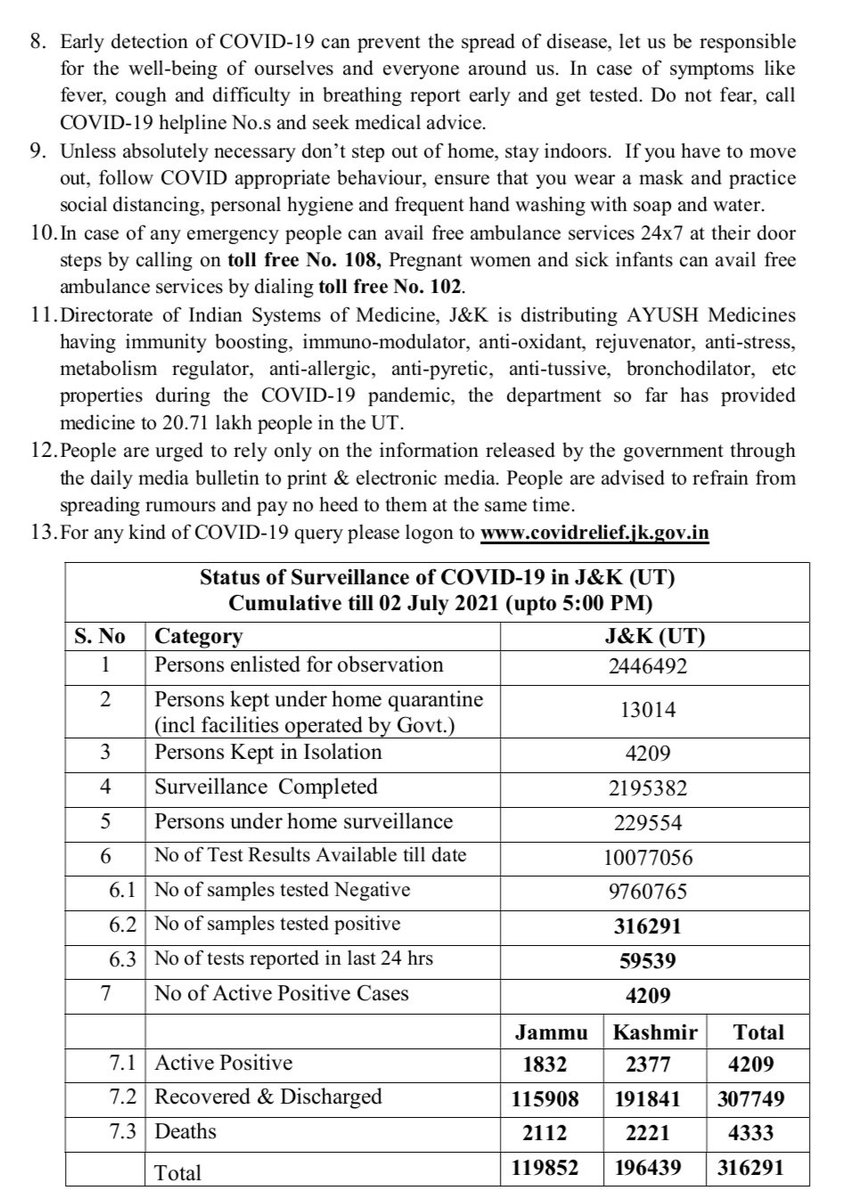 8. Early detection of COVID-19 can prevent the spread of disease, let us be responsible
for the well-being of ourselves and everyone around us. In case of symptoms like
fever, cough and difficulty in breathing report early and get tested. Do not fear, call
COVID-19 helpline No.s and seek medical advice.
9. Unless absolutely necessary don’t step out of home, stay indoors. If you have to move
out, follow COVID appropriate behaviour, ensure that you wear a mask and practice
social distancing, personal hygiene and frequent hand washing with soap and water.
10. In case of any emergency people can avail free ambulance services 24x7 at their door
steps by calling on toll free No. 108, Pregnant women and sick infants can avail free
ambulance services by dialing toll free No. 102.
11. Directorate of Indian Systems of Medicine, J&K is distributing AYUSH Medicines
having immunity boosting, immuno-modulator, anti-oxidant, rejuvenator, anti-stress,
metabolism regulator, anti-allergic, anti-pyretic, anti-tussive, bronchodilator, etc
properties during the COVID-19 pandemic, the department so far has provided
medicine to 20.71 lakh people in the UT.
12. People are urged to rely only on the information released by the government through
the daily media bulletin to print & electronic media. People are advised to refrain from
spreading rumours and pay no heed to them at the same time.
13. For any kind of COVID-19 query please logon to www.covidrelief.jk.gov.in
Status of Surveillance of COVID-19 in J&K (UT)
Cumulative till 02 July 2021 (upto 5:00 PM)
S. No Category J&K (UT)
1 Persons enlisted for observation 2446492
2 Persons kept under home quarantine
(incl facilities operated by Govt.) 13014
3 Persons Kept in Isolation 4209
4 Surveillance Completed 2195382
5 Persons under home surveillance 229554
6 No of Test Results Available till date 10077056
6.1 No of samples tested Negative 9760765
6.2 No of samples tested positive 316291
6.3 No of tests reported in last 24 hrs 59539
7 No of Active Positive Cases 4209
Jammu Kashmir Total
7.1 Active Positive 1832 2377 4209
7.2 Recovered & Discharged 115908 191841 307749
7.3 Deaths 2112 2221 4333
Total 119852 196439 316291